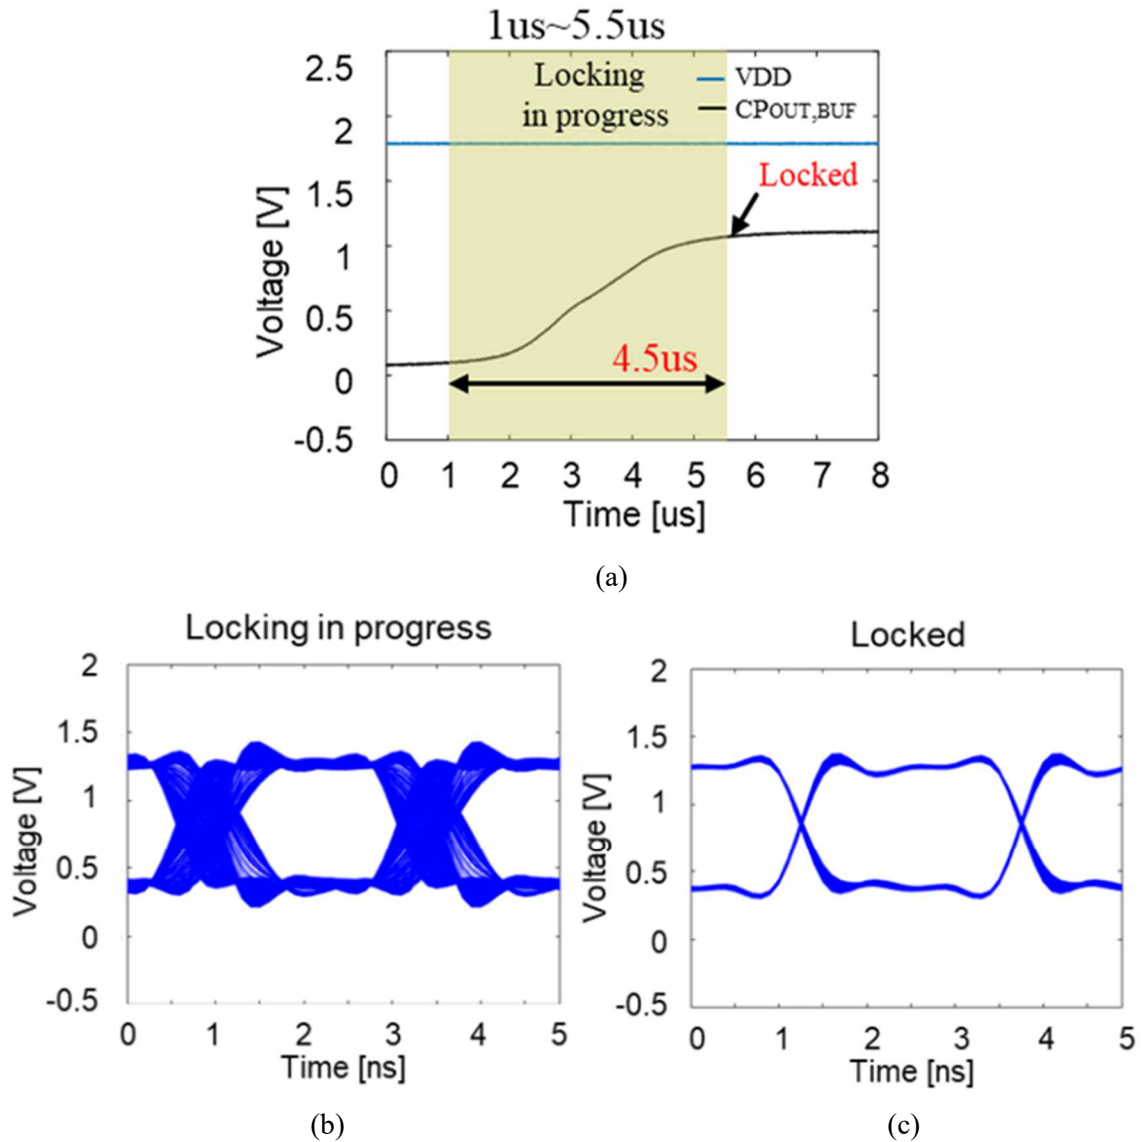 1us~5.5us
2.5
2
1.5
1
0.5
0
-0.5
Voltage [V]
Locking
in progress
VDD
CPOUT,BUF
Locked
4.5us
0 1 2 3 4 5 6 7 8
Time [us]
(a)
Locking in progress
2
1.5
1
0.5
0
-0.5
Voltage [V]
0 1 2 3 4 5
Time [ns]
(b)
Locked
2
1.5
1
0.5
0
-0.5
Voltage [V]
0 1 2 3 4 5
Time [ns]
(c)